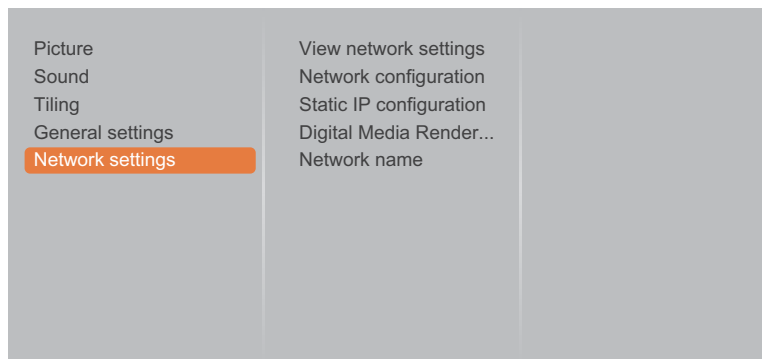 Picture
Sound
Tiling
General settings
Network settings
View network settings
Network configuration
Static IP configuration
Digital Media Render...
Network name